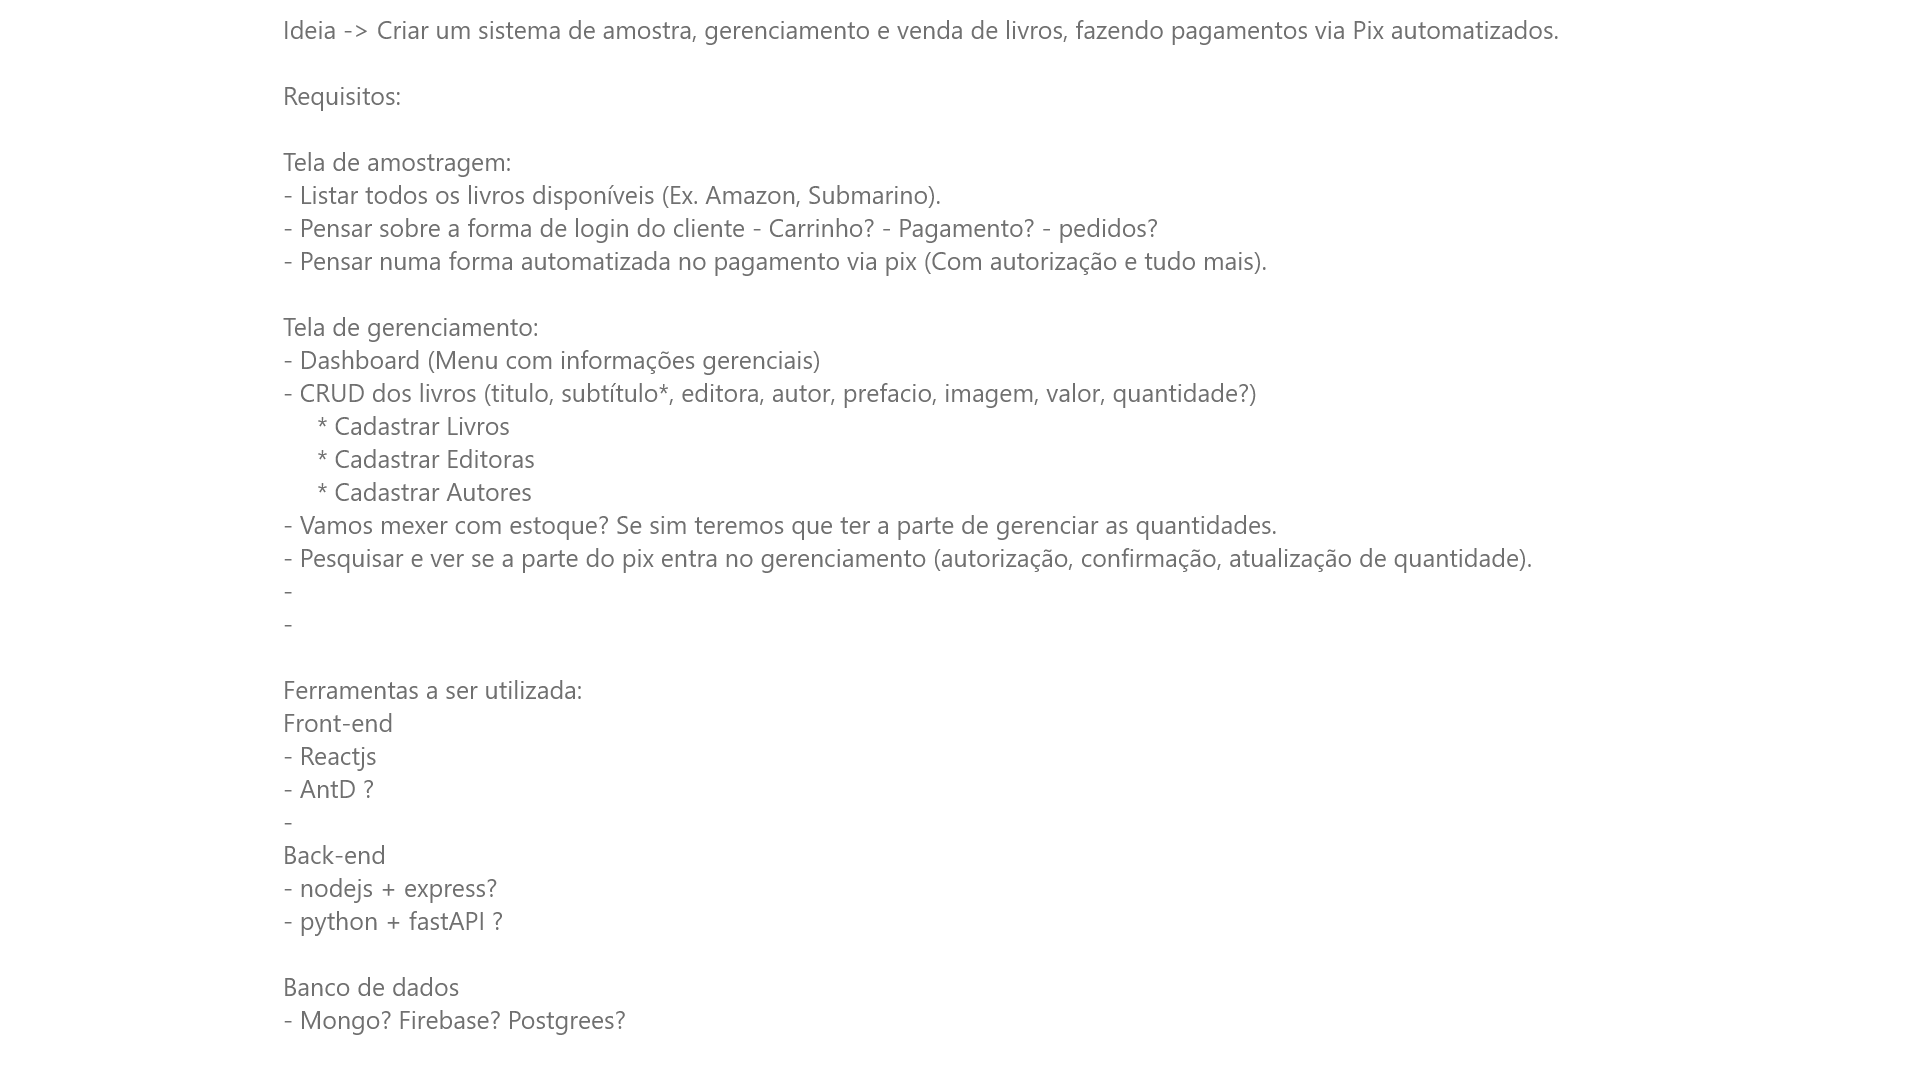 Ideia -> Criar um sistema de amostra, gerenciamento e venda de livros, fazendo pagamentos via Pix automatizados.
Requisitos:
Tela de amostragem:
- Listar todos os livros disponíveis (Ex. Amazon, Submarino).
- Pensar sobre a forma de login do cliente - Carrinho? - Pagamento? - pedidos?
- Pensar numa forma automatizada no pagamento via pix (Com autorização e tudo mais).
Tela de gerenciamento:
- Dashboard (Menu com informações gerenciais)
- CRUD dos livros (titulo, subtítulo*, editora, autor, prefacio, imagem, valor, quantidade?)
* Cadastrar Livros
* Cadastrar Editoras
* Cadastrar Autores
- Vamos mexer com estoque? Se sim teremos que ter a parte de gerenciar as quantidades.
- Pesquisar e ver se a parte do pix entra no gerenciamento (autorização, confirmação, atualização de quantidade).
-
-
Ferramentas a ser utilizada:
Front-end
- Reactjs
- AntD ?
-
Back-end
- nodejs + express?
- python + fastAPI ?
Banco de dados
- Mongo? Firebase? Postgrees?